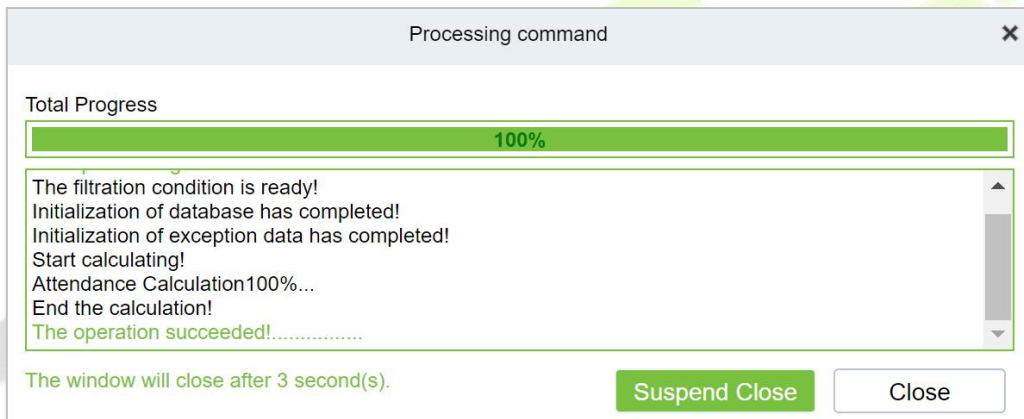 Processing command
Total Progress
100%
The filtration condition is ready!
Initialization of database has completed!
Initialization of exception data has completed!
Start calculating!
Attendance Calculation100%...
End the calculation!
The operation succeeded!................
The window will close after 3 second(s).
Suspend Close
Close